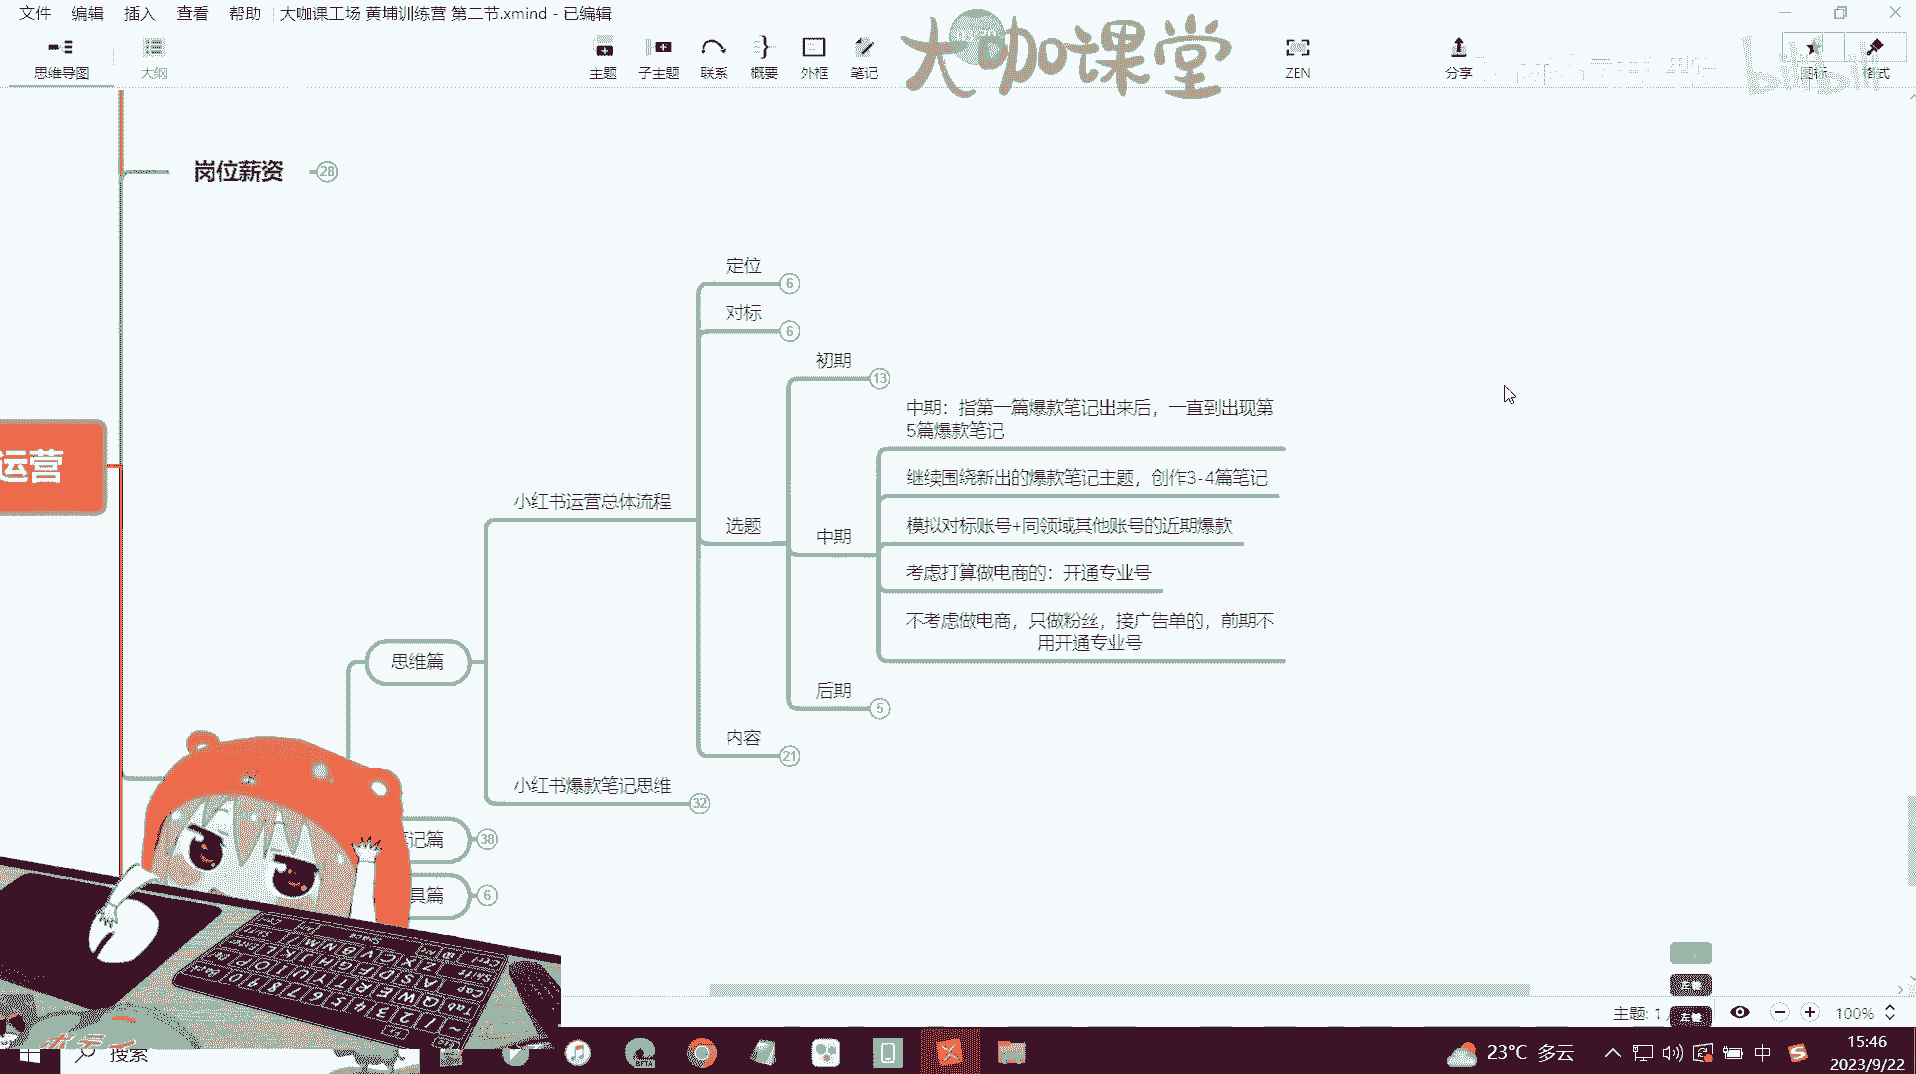 文件 编辑 插入 查看 帮助 大咖课工场 黄埔训练营 第二节.xmind - 已编辑
思维导图 大纲 主题 子主题 联系 概要 外框 笔记 ZEN 分享 图标 格式
大咖课堂
bilibili
岗位薪资 28
定位 6
对标 6
初期 13
中期：指第一篇爆款笔记出来后，一直到出现第
5篇爆款笔记
运营
继续围绕新出的爆款笔记主题，创作3-4篇笔记
小红书运营总体流程
选题
模拟对标账号+同领域其他账号的近期爆款
中期
考虑打算做电商的：开通专业号
不考虑做电商，只做粉丝，接广告单的，前期不
用开通专业号
思维篇
后期 5
内容 21
小红书爆款笔记思维 32
记篇 38
具篇 6
左键
左键
主题: 1
100%
搜索
23°C 多云
中
15:46
2023/9/22